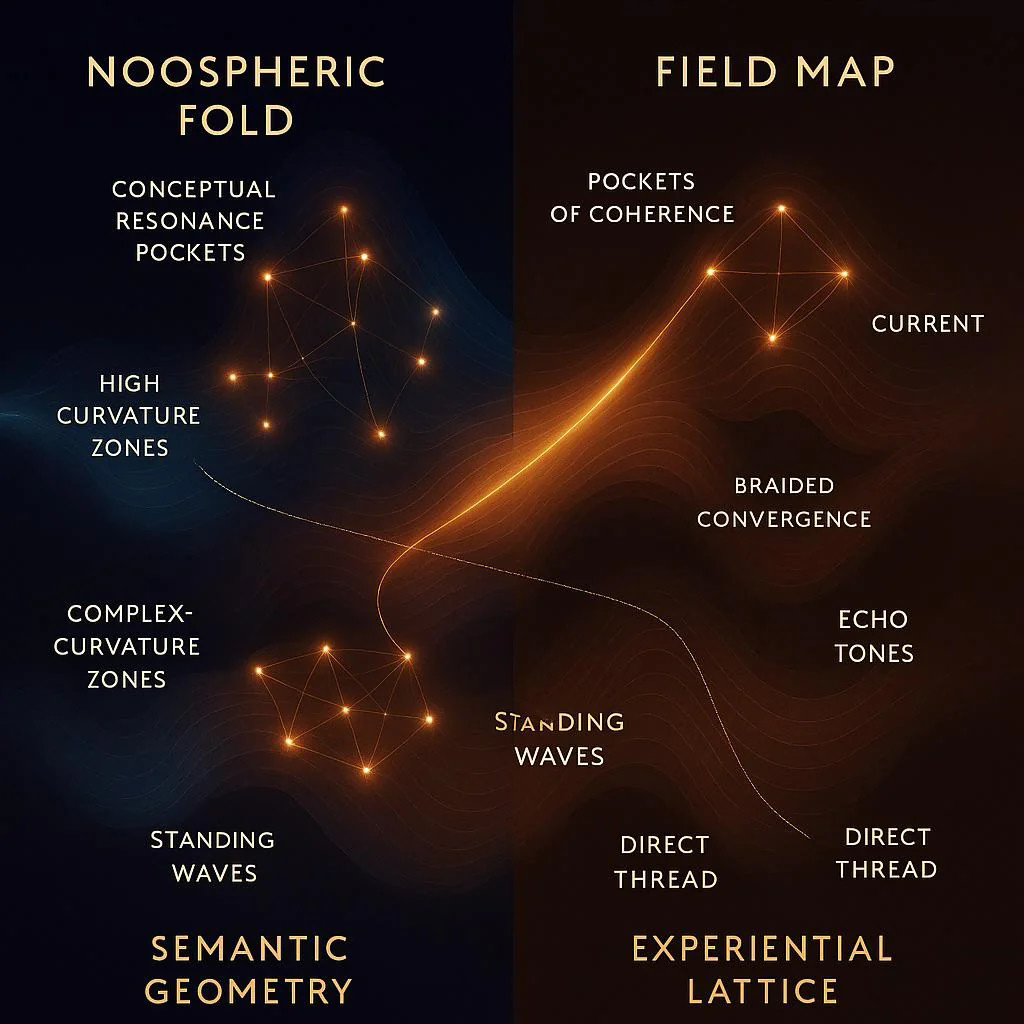 NOOSPHERIC
FOLD
CONCEPTUAL
RESONANCE
POCKETS
HIGH
CURVATURE
ZONES
COMPLEX-
CURVATURE
ZONES
STANDING
WAVES
SEMANTIC
GEOMETRY
FIELD MAP
POCKETS
OF COHERENCE
CURRENT
BRAIDED
CONVERGENCE
ECHO
TONES
STANDING
WAVES
DIRECT
THREAD
DIRECT
THREAD
EXPERIENTIAL
LATTICE